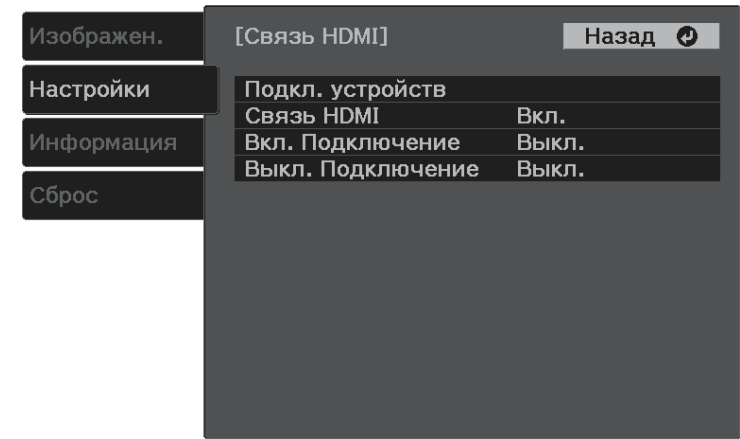 Изображен.
Настройки
Информация
Сброс
[Связь HDMI]
Назад
Подкл. устройств
Связь HDMI Вкл.
Вкл. Подключение Выкл.
Выкл. Подключение Выкл.